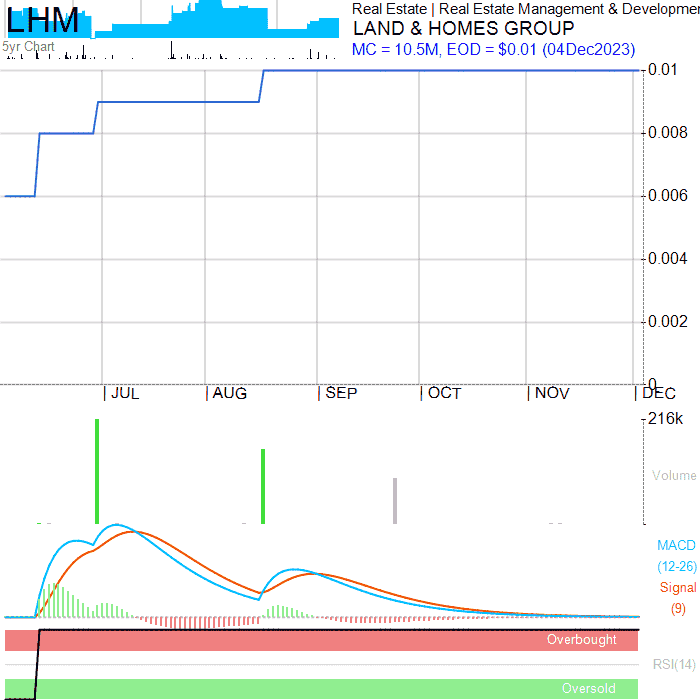 LHM
5yr Chart
Real Estate | Real Estate Management & Developmen
LAND & HOMES GROUP
MC = 10.5M, EOD = $0.01 (04Dec2023)
0.01
0.008
0.006
0.004
0.002
0
| JUL | AUG | SEP | OCT | NOV | DEC
216k
Volume
MACD
(12-26)
Signal
(9)
Overbought
RSI(14)
Oversold